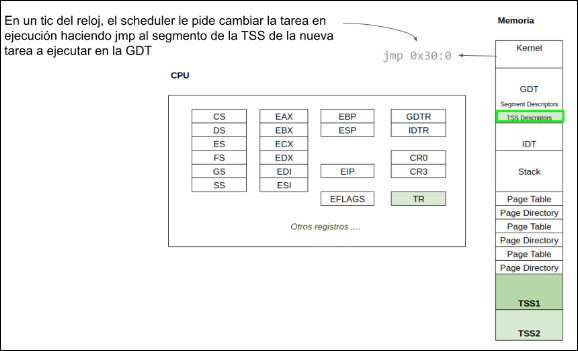 En un tic del reloj, el scheduler le pide cambiar la tarea en
ejecución haciendo jmp al segmento de la TSS de la nueva
tarea a ejecutar en la GDT
jmp 0x30:0
CPU
CS
DS
ES
FS
GS
SS
EAX
EBX
ECX
EDX
EDI
ESI
EBP
ESP
EIP
EFLAGS
GDTR
IDTR
CR0
CR3
TR
Otros registros ....
Memoria
Kernel
GDT
Segment Descriptors
TSS Descriptors
IDT
Stack
Page Table
Page Directory
Page Table
Page Directory
Page Table
Page Directory
TSS1
TSS2